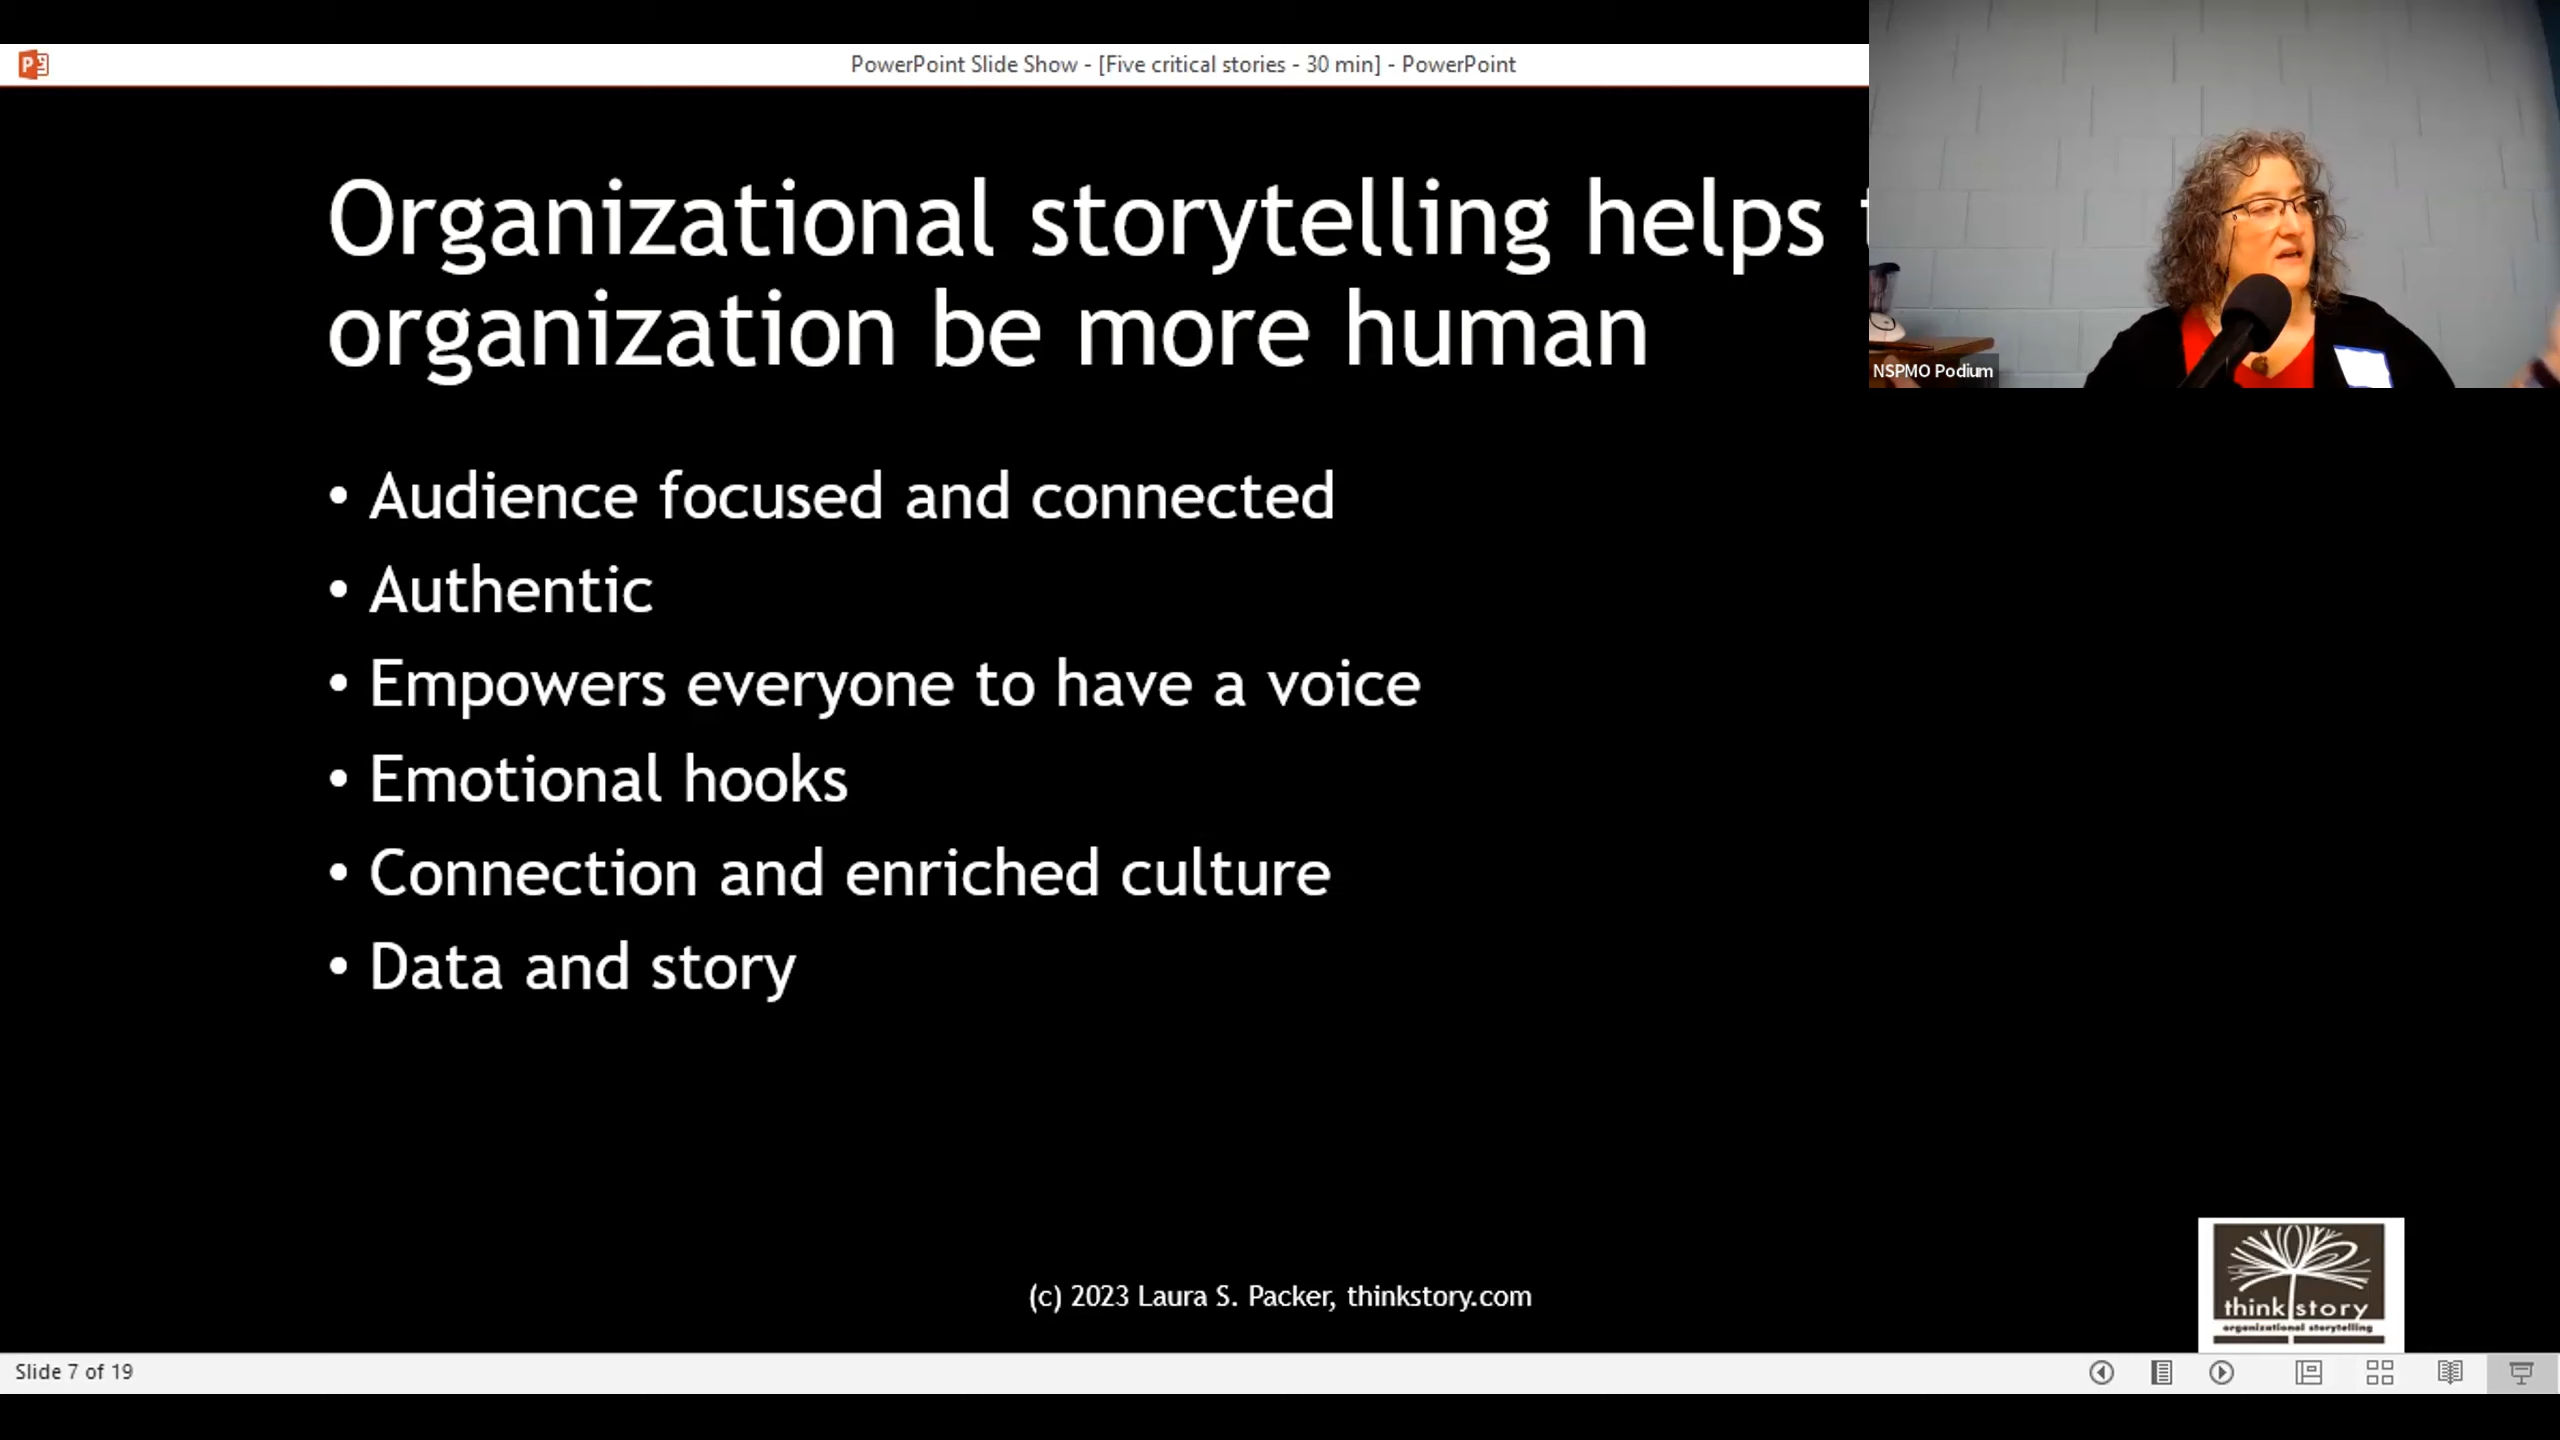 PowerPoint Slide Show - [Five critical stories - 30 min] - PowerPoint
Organizational storytelling helps
organization be more human
NSPMO Podium
• Audience focused and connected
• Authentic
• Empowers everyone to have a voice
• Emotional hooks
• Connection and enriched culture
• Data and story
(c) 2023 Laura S. Packer, thinkstory.com
think story
organizational storytelling
Slide 7 of 19